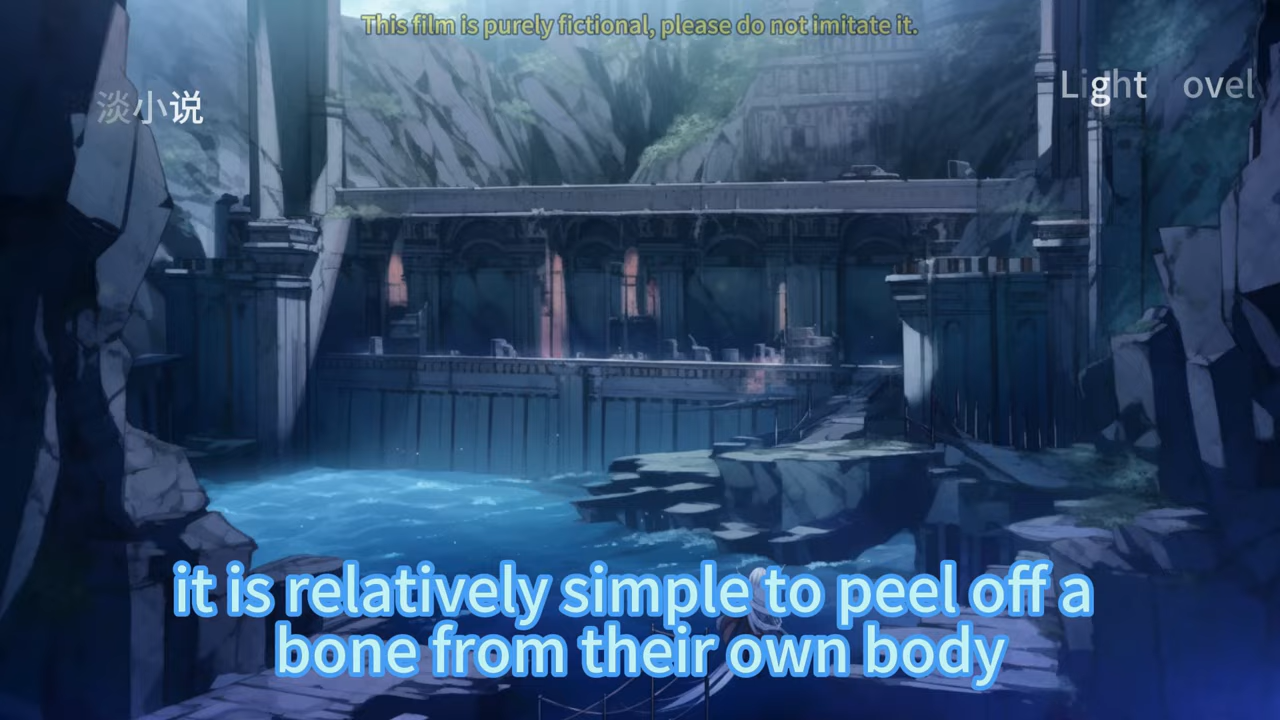 This film is purely fictional, please do not imitate it.
淡小说
Light ovel
it is relatively simple to peel off a
bone from their own body